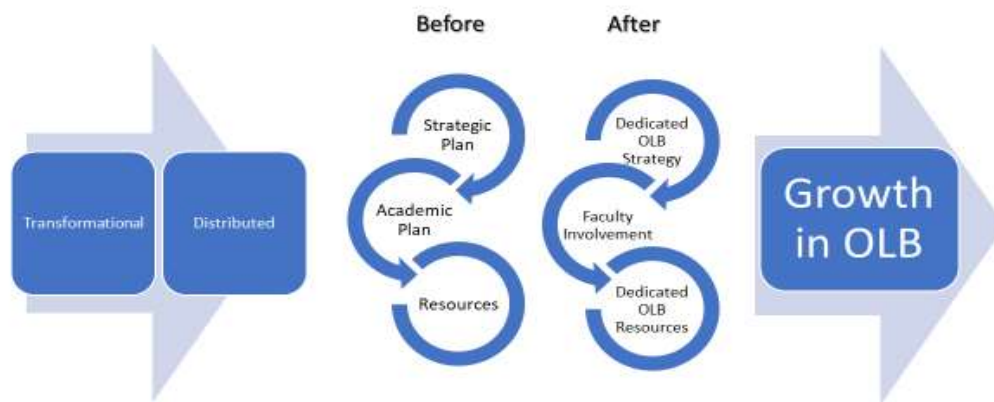 Before
After
Transformational
Distributed
Strategic
Plan
Academic
Plan
Resources
Dedicated
OLB
Strategy
Faculty
Involvement
Dedicated
OLB
Resources
Growth
in OLB